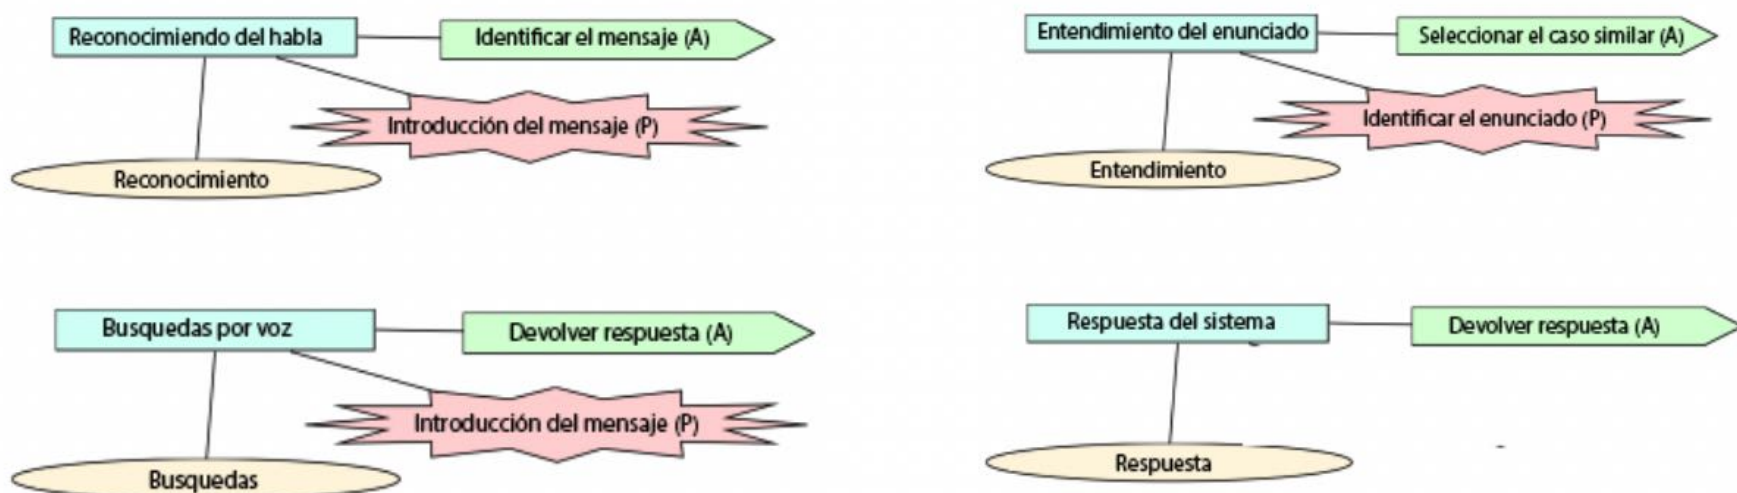 Reconocimiendo del habla
Identificar el mensaje (A)
Introducción del mensaje (P)
Reconocimiento
Entendimiento del enunciado
Seleccionar el caso similar (A)
Identificar el enunciado (P)
Entendimiento
Busquedas por voz
Devolver respuesta (A)
Introducción del mensaje (P)
Busquedas
Respuesta del sistema
Devolver respuesta (A)
Respuesta